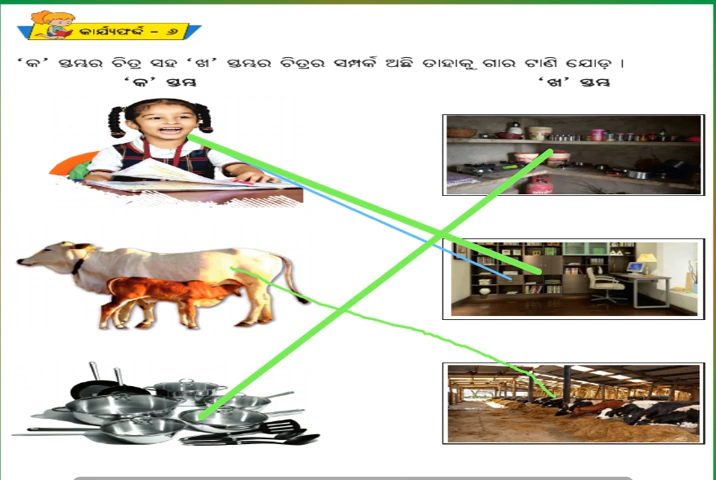 କାର୍ଯ୍ୟଫର୍ଦ୍ଦ - ୬
‘କ’ ସ୍ତମ୍ଭର ଚିତ୍ର ସହ ‘ଖ’ ସ୍ତମ୍ଭର ଚିତ୍ରର ସମ୍ପର୍କ ଅଛି ତାହାକୁ ଗାର ଟାଣି ଯୋଡ଼ ।
‘କ’ ସ୍ତମ୍ଭ ‘ଖ’ ସ୍ତମ୍ଭ